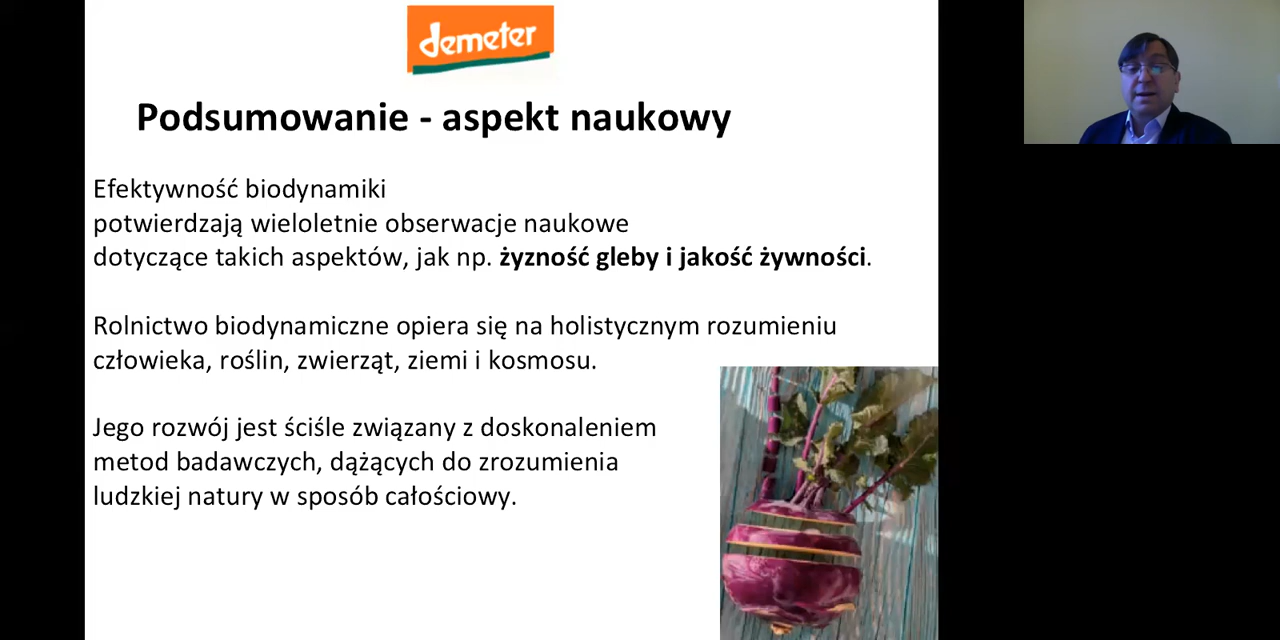 demeter
Podsumowanie - aspekt naukowy
Efektywność biodynamiki
potwierdzają wieloletnie obserwacje naukowe
dotyczące takich aspektów, jak np. żyzność gleby i jakość żywności.
Rolnictwo biodynamiczne opiera się na holistycznym rozumieniu
człowieka, roślin, zwierząt, ziemi i kosmosu.
Jego rozwój jest ściśle związany z doskonaleniem
metod badawczych, dążących do zrozumienia
ludzkiej natury w sposób całościowy.